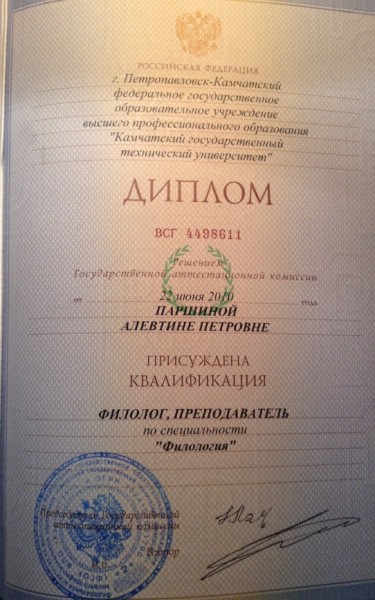 РОССИЙСКАЯ ФЕДЕРАЦИЯ
г. Петропавловск-Камчатский
федеральное государственное
образовательное учреждение
высшего профессионального образования
"Камчатский государственный
технический университет"
ДИПЛОМ
ВСГ 4498611
Решением
Государственной аттестационной комиссии
от 22 июня 2010 года
ПАРШИНОЙ
АЛЕВТИНЕ ПЕТРОВНЕ
ПРИСУЖДЕНА
КВАЛИФИКАЦИЯ
ФИЛОЛОГ, ПРЕПОДАВАТЕЛЬ
по специальности
"Филология"
Председатель Государственной
аттестационной комиссии
Ректор
М.П.